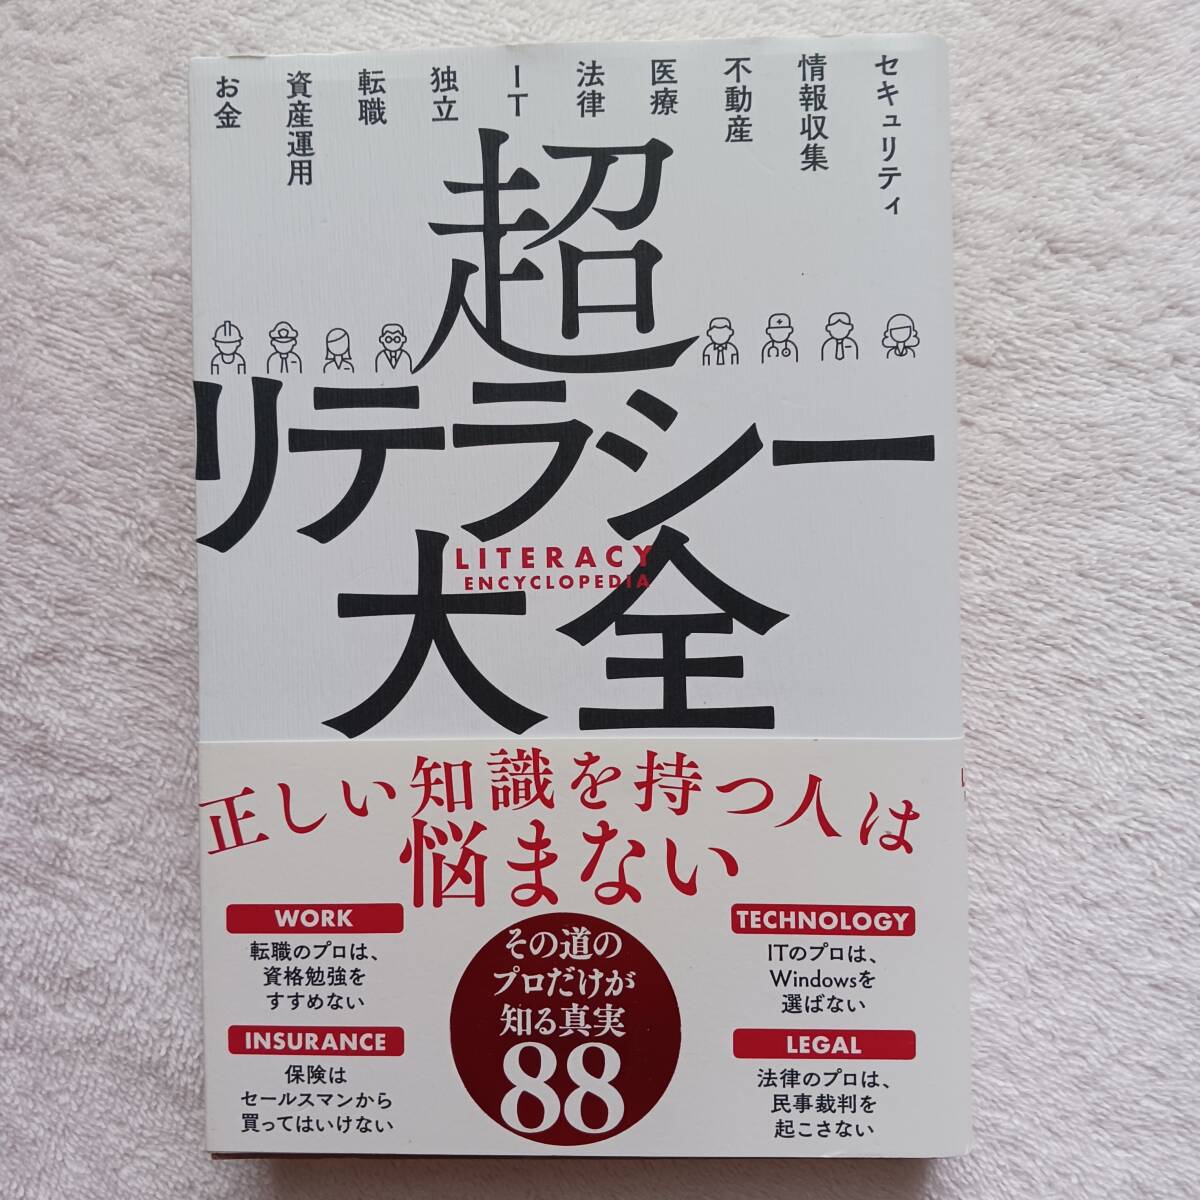 セキュリティ
情報収集
不動産
医療
法律
IT
独立
転職
資産運用
お金
超
リテラシー
大全
LITERACY
ENCYCLOPEDIA
正しい知識を持つ人は
悩まない
WORK
転職のプロは、
資格勉強を
すすめない
INSURANCE
保険は
セールスマンから
買ってはいけない
その道の
プロだけが
知る真実
88
TECHNOLOGY
ITのプロは、
Windowsを
選ばない
LEGAL
法律のプロは、
民事裁判を
起こさない